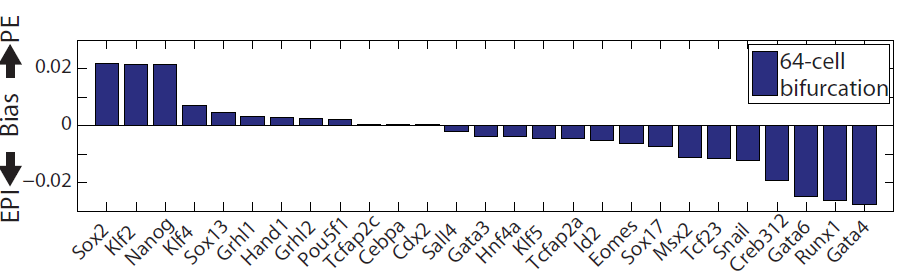 PE
Bias
EPI
0.02
0
−0.02
64-cell
bifurcation
Sox2
Klf2
Nanog
Klf4
Sox13
Grhl1
Hand1
Grhl2
Pou5f1
Tcfap2c
Cebpa
Cdx2
Sall4
Gata3
Hnf4a
Klf5
Tcfap2a
Id2
Eomes
Sox17
Msx2
Tcf23
Snail
Creb312
Gata6
Runx1
Gata4